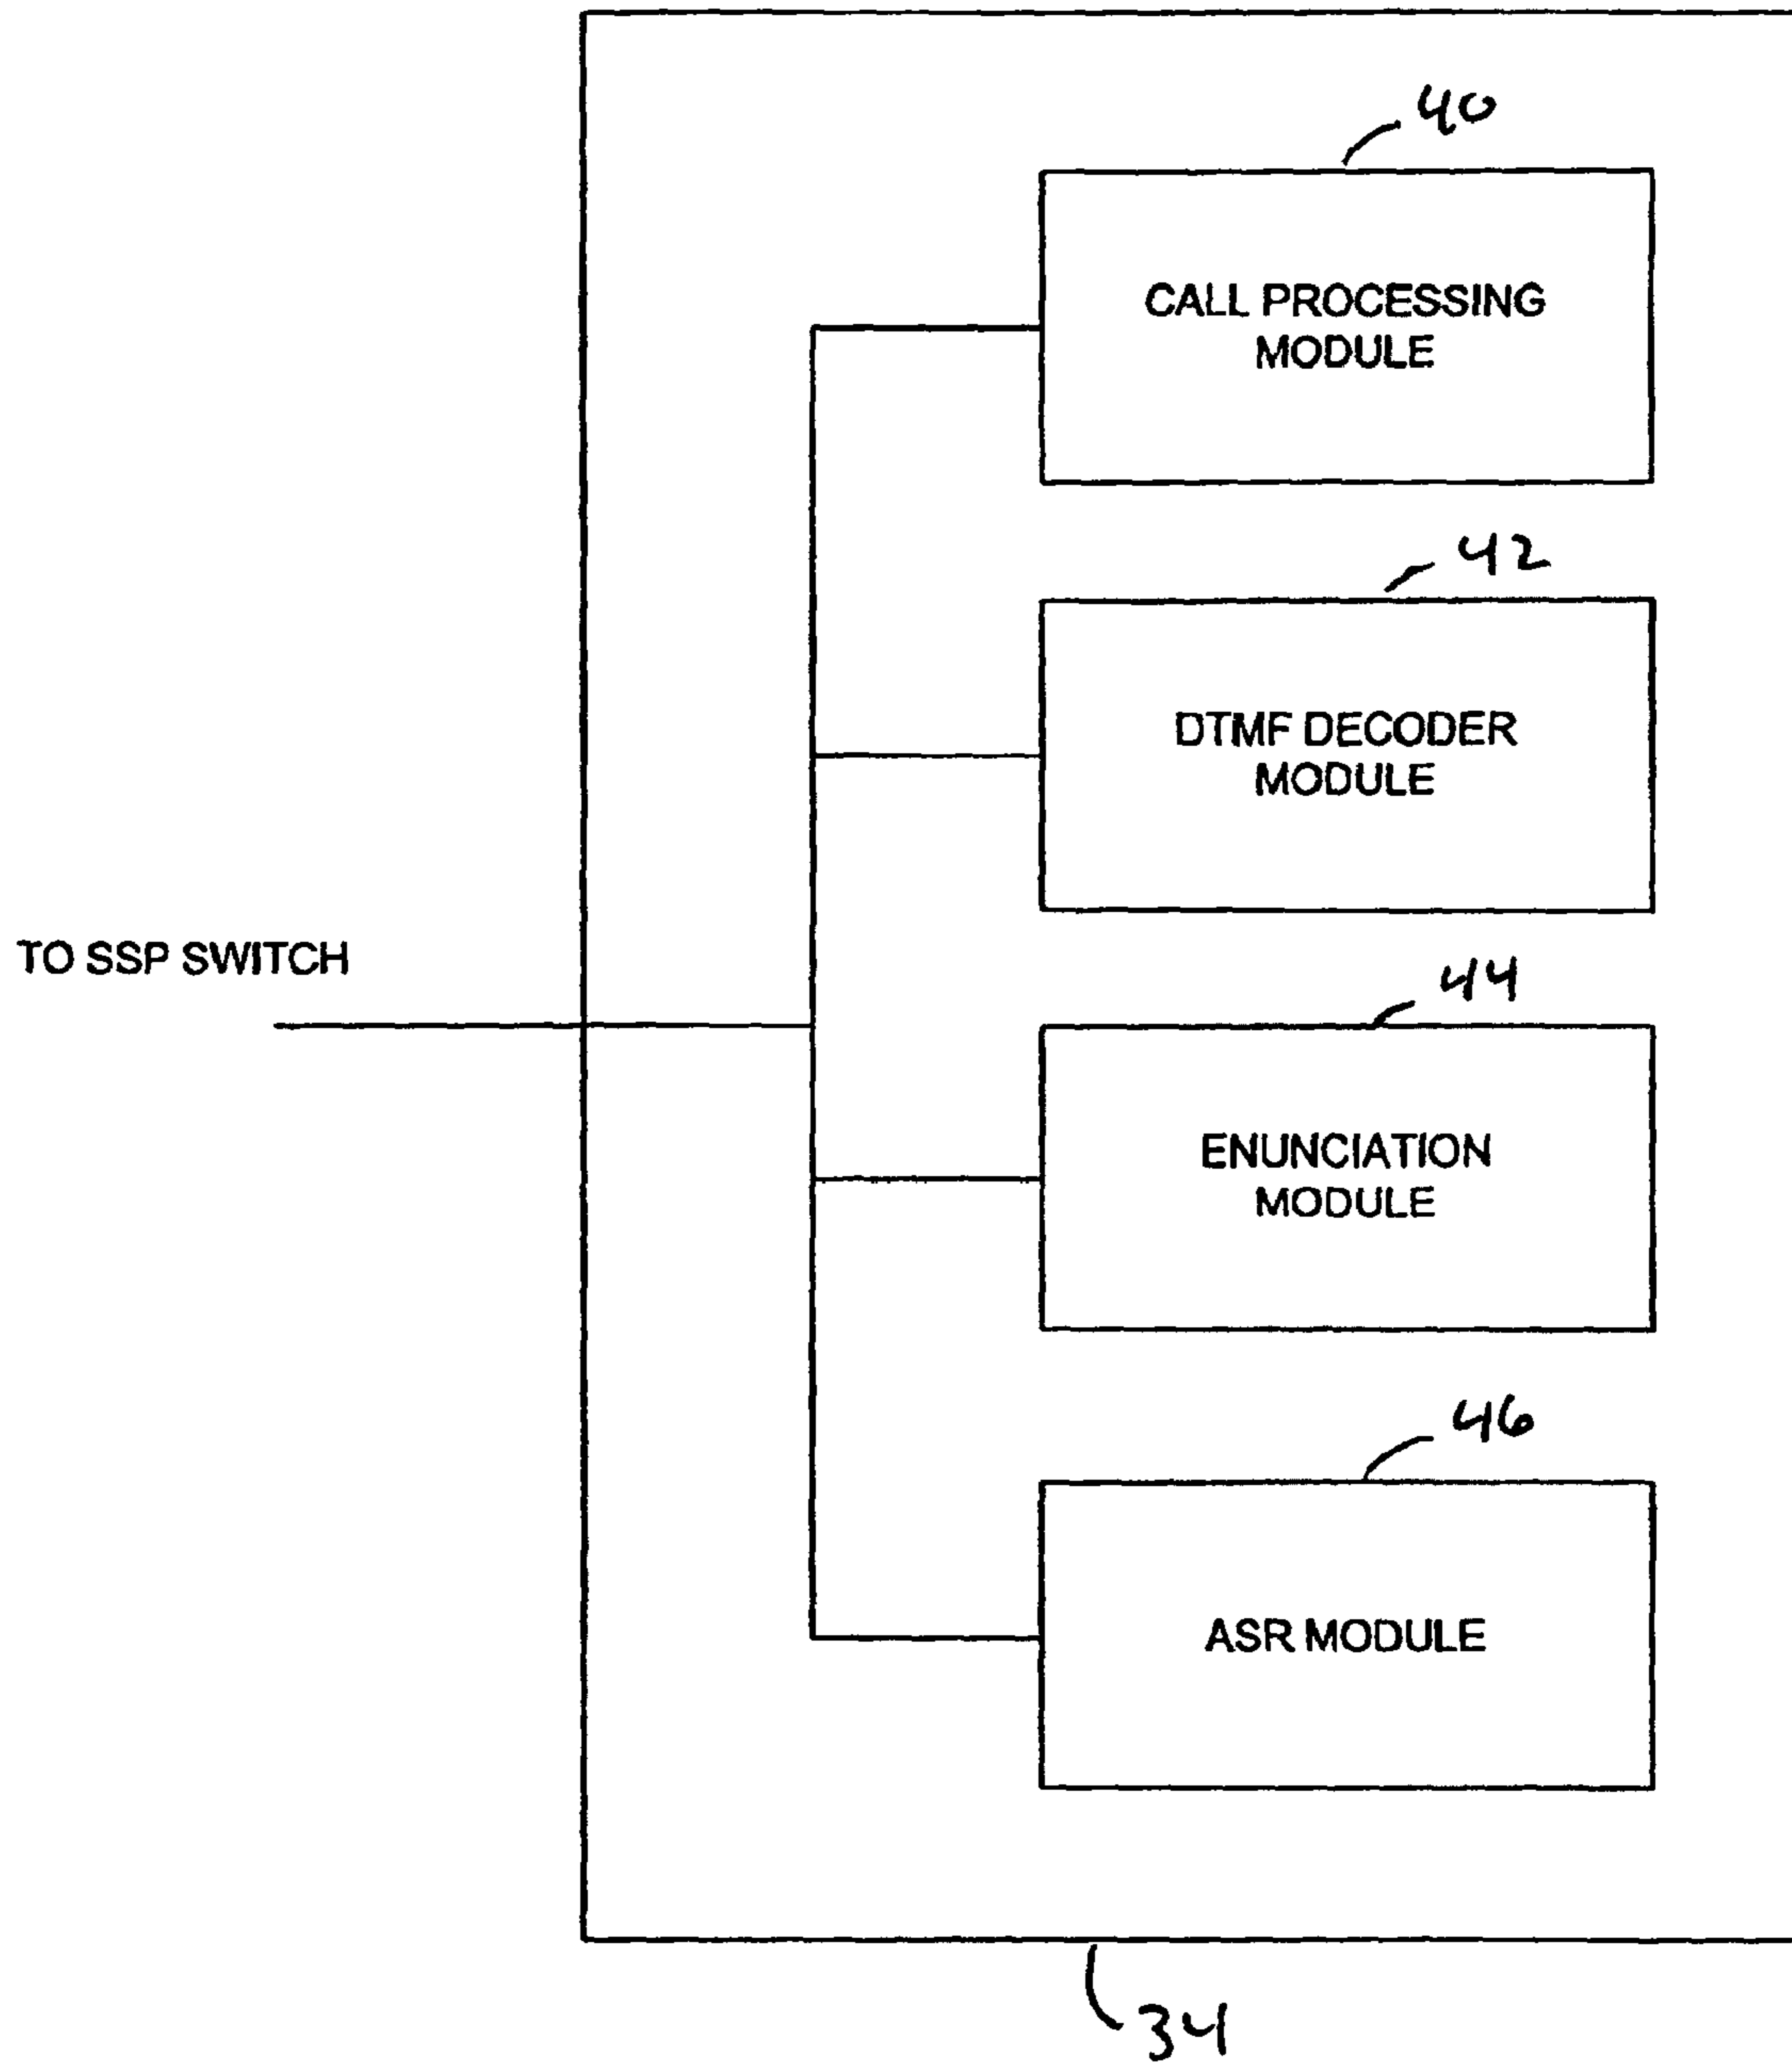 40
CALL PROCESSING
MODULE
42
DTMF DECODER
MODULE
TO SSP SWITCH
44
ENUNCIATION
MODULE
46
ASR MODULE
34